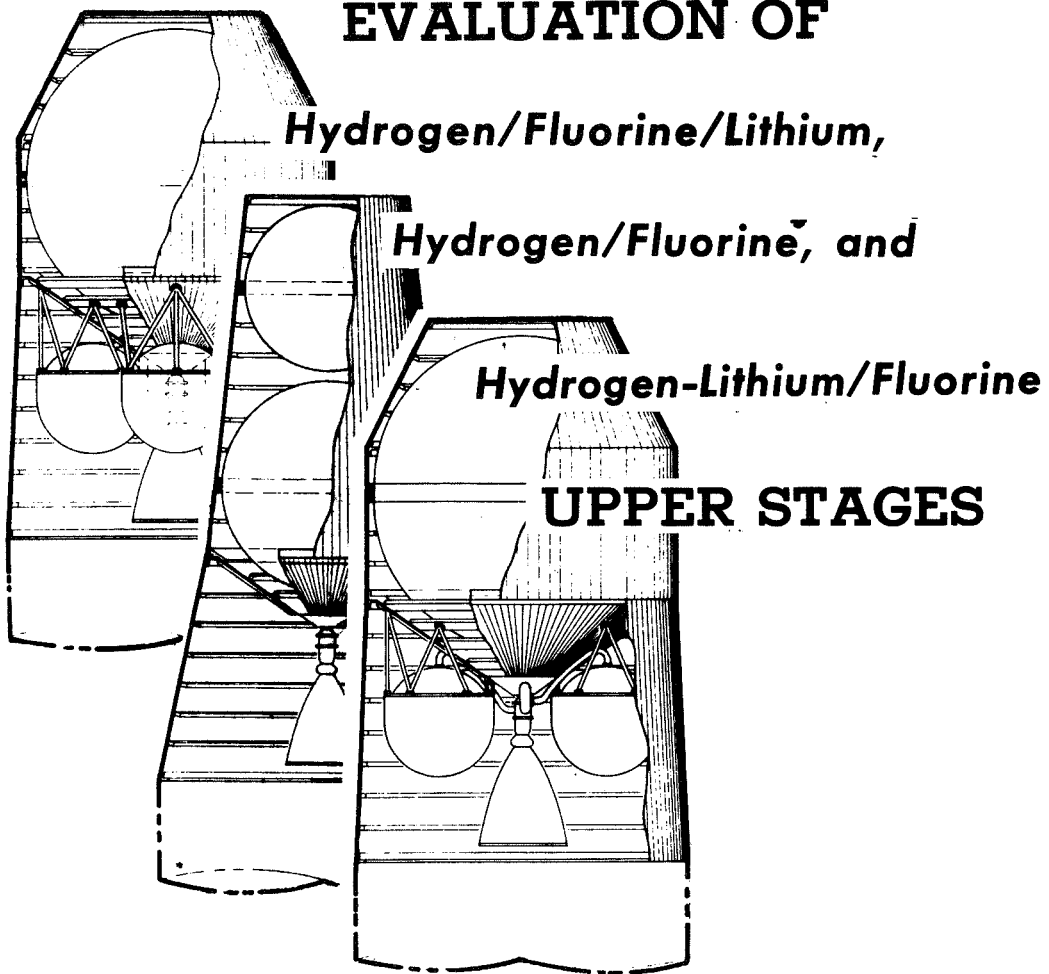 EVALUATION OF
Hydrogen/Fluorine/Lithium,
Hydrogen/Fluorine, and
Hydrogen-Lithium/Fluorine
UPPER STAGES